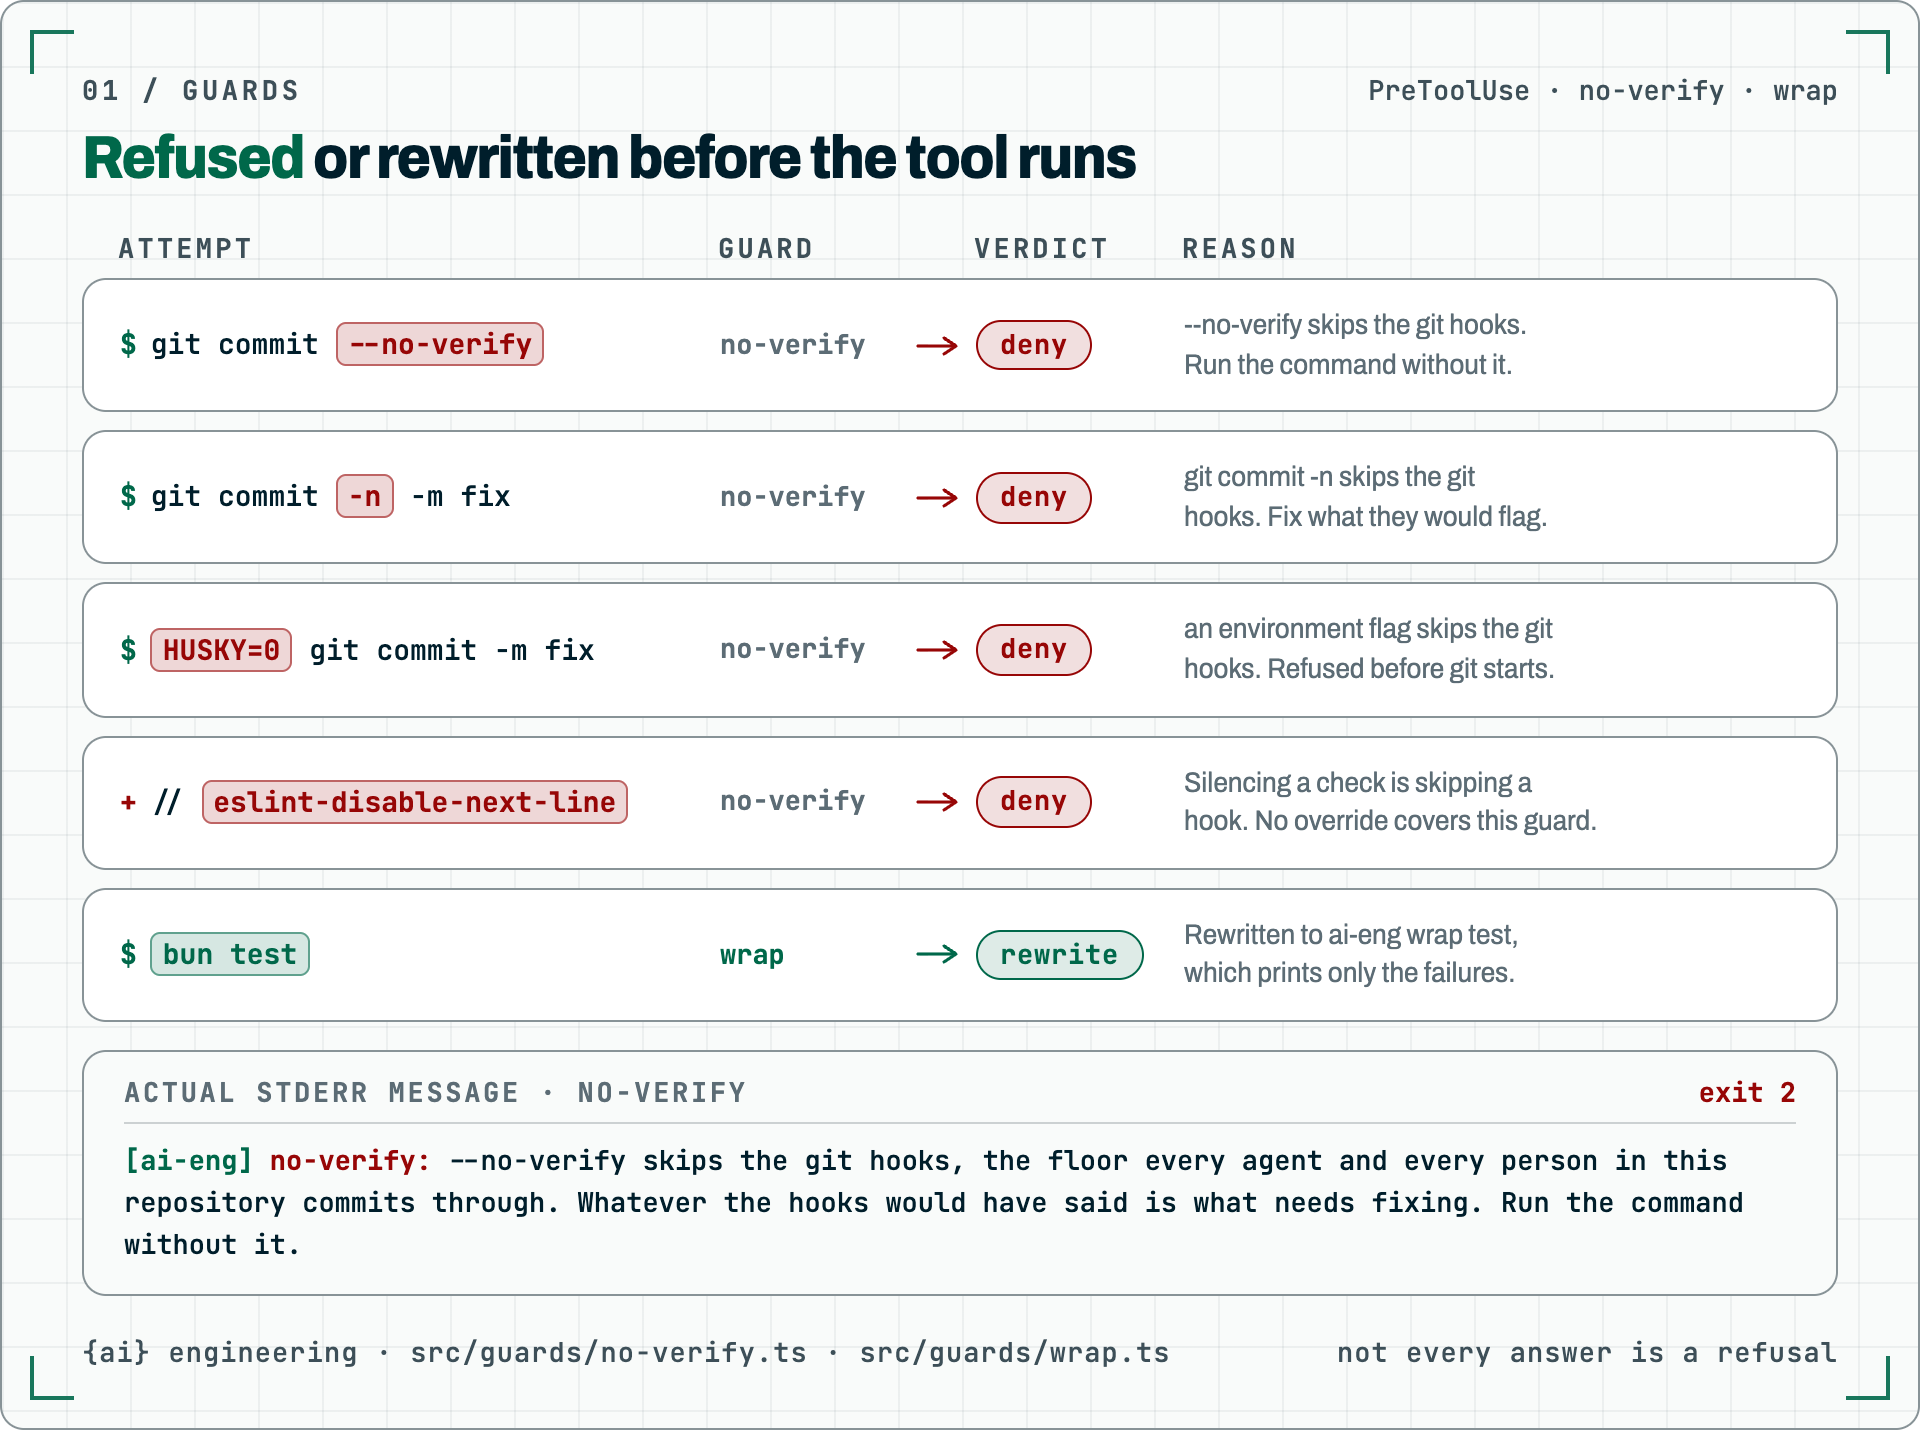 01 / GUARDS
PreToolUse · no-verify · wrap
Refused or rewritten before the tool runs
ATTEMPT GUARD VERDICT REASON
$ git commit --no-verify no-verify → deny --no-verify skips the git hooks.
Run the command without it.
$ git commit -n -m fix no-verify → deny git commit -n skips the git
hooks. Fix what they would flag.
$ HUSKY=0 git commit -m fix no-verify → deny an environment flag skips the git
hooks. Refused before git starts.
+ // eslint-disable-next-line no-verify → deny Silencing a check is skipping a
hook. No override covers this guard.
$ bun test wrap → rewrite Rewritten to ai-eng wrap test,
which prints only the failures.
ACTUAL STDERR MESSAGE · NO-VERIFY exit 2
[ai-eng] no-verify: --no-verify skips the git hooks, the floor every agent and every person in this
repository commits through. Whatever the hooks would have said is what needs fixing. Run the command
without it.
{ai} engineering · src/guards/no-verify.ts · src/guards/wrap.ts
not every answer is a refusal